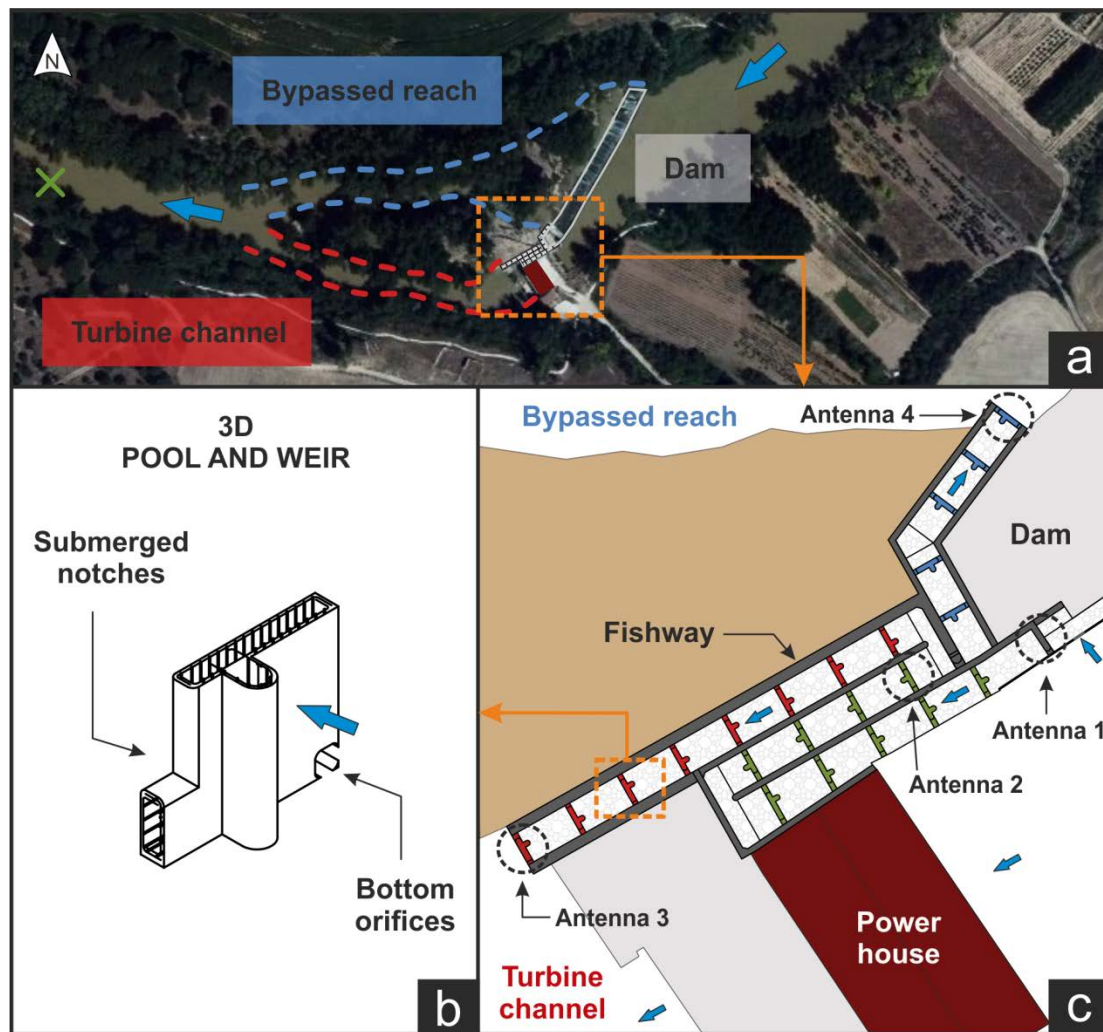 N
Bypassed reach
Dam
Turbine channel
a
3D
POOL AND WEIR
Submerged
notches
Bottom
orifices
b
Bypassed reach
Antenna 4
Dam
Fishway
Antenna 1
Antenna 2
Antenna 3
Power
house
Turbine
channel
c